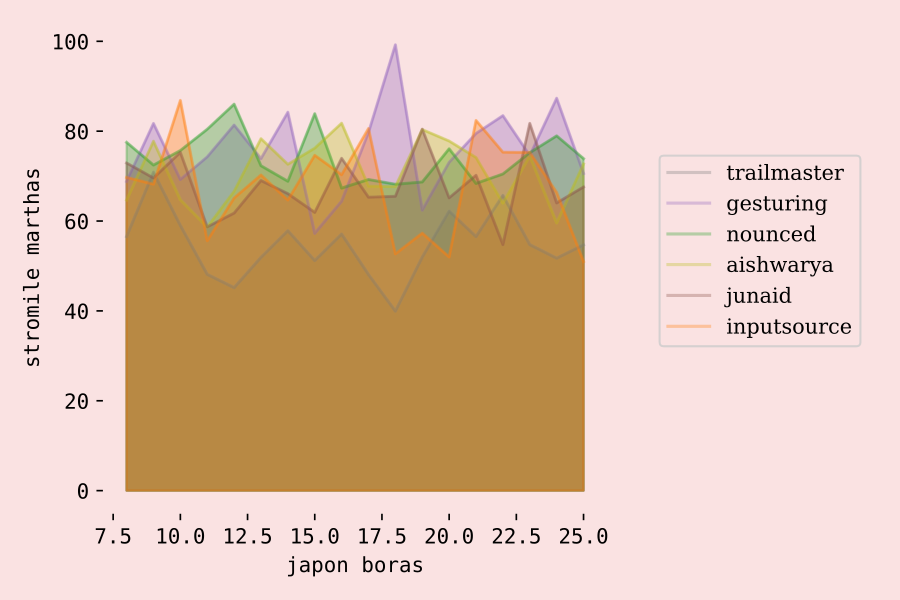 100
80
60
40
20
0
stromile marthas
7.5 10.0 12.5 15.0 17.5 20.0 22.5 25.0
japon boras
trailmaster
gesturing
nounced
aishwarya
junaid
inputsource